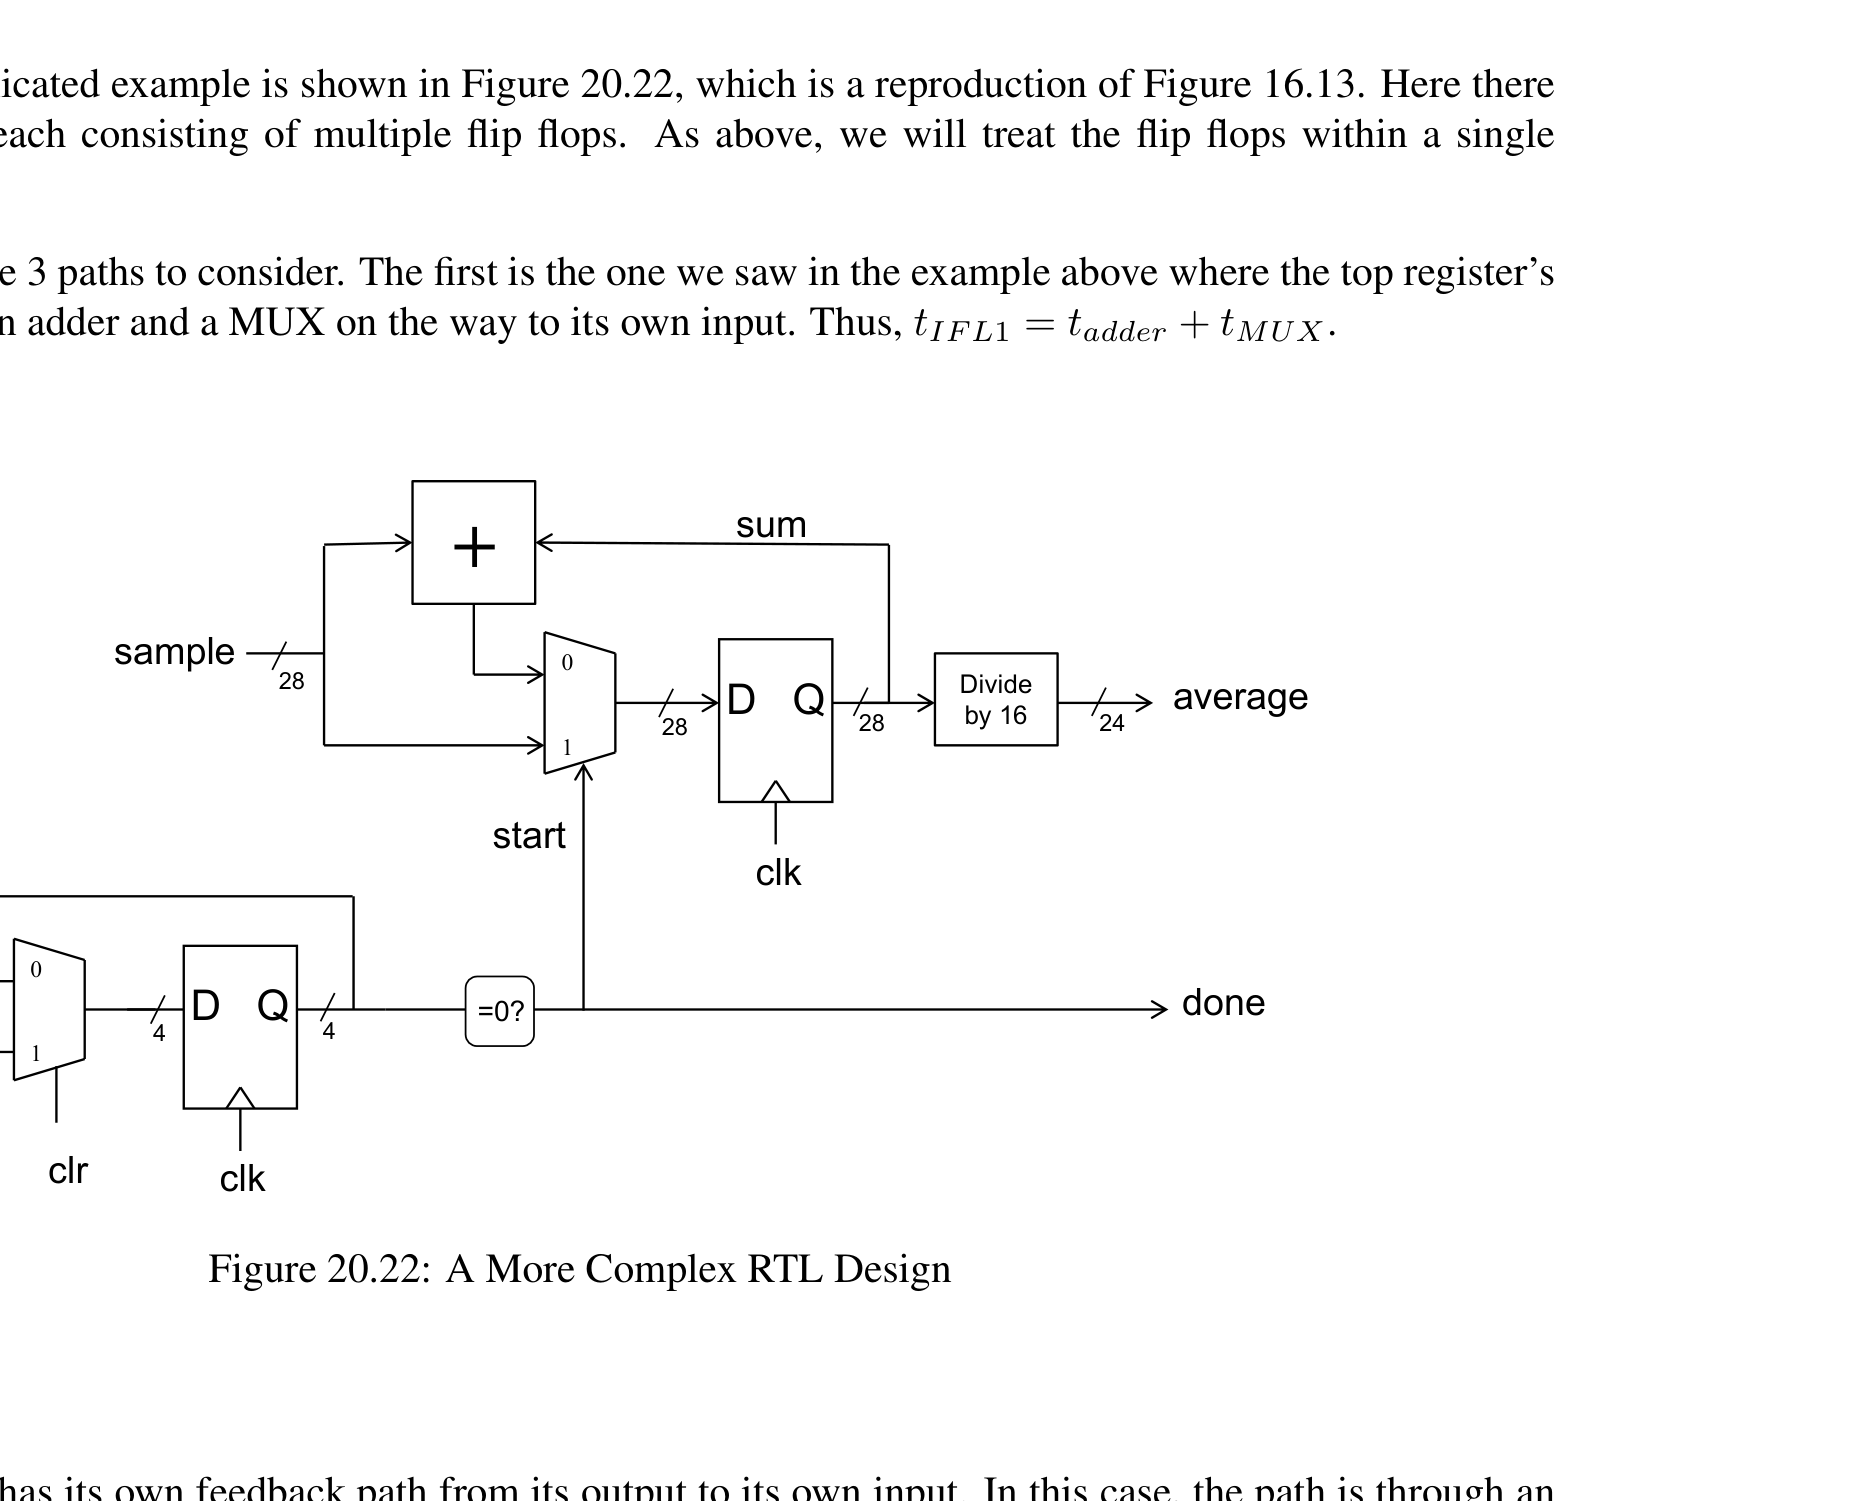 icated example is shown in Figure 20.22, which is a reproduction of Figure 16.13. Here there
each consisting of multiple flip flops. As above, we will treat the flip flops within a single
e 3 paths to consider. The first is the one we saw in the example above where the top register's
n adder and a MUX on the way to its own input. Thus, t_{IFL1} = t_{adder} + t_{MUX}.
+
sum
sample
28
0
1
28
D Q
28
Divide
by 16
24
average
start
clk
0
1
4
D Q
4
=0?
done
clr
clk
Figure 20.22: A More Complex RTL Design
has its own feedback path from its output to its own input. In this case, the path is through an